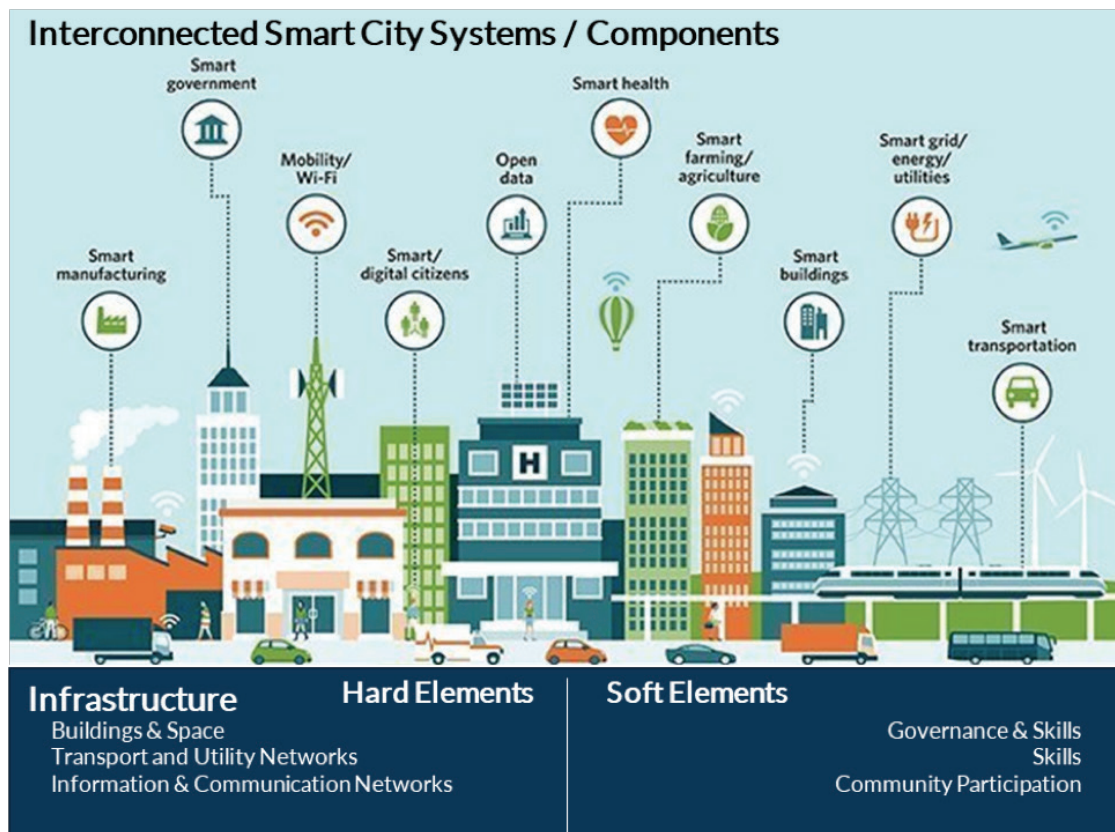 Interconnected Smart City Systems / Components
Smart
government
Smart health
Mobility/
Wi-Fi
Open
data
Smart
farming/
agriculture
Smart grid/
energy/
utilities
Smart
manufacturing
Smart/
digital citizens
Smart
buildings
Smart
transportation
H
Infrastructure
Hard Elements
Buildings & Space
Transport and Utility Networks
Information & Communication Networks
Soft Elements
Governance & Skills
Skills
Community Participation